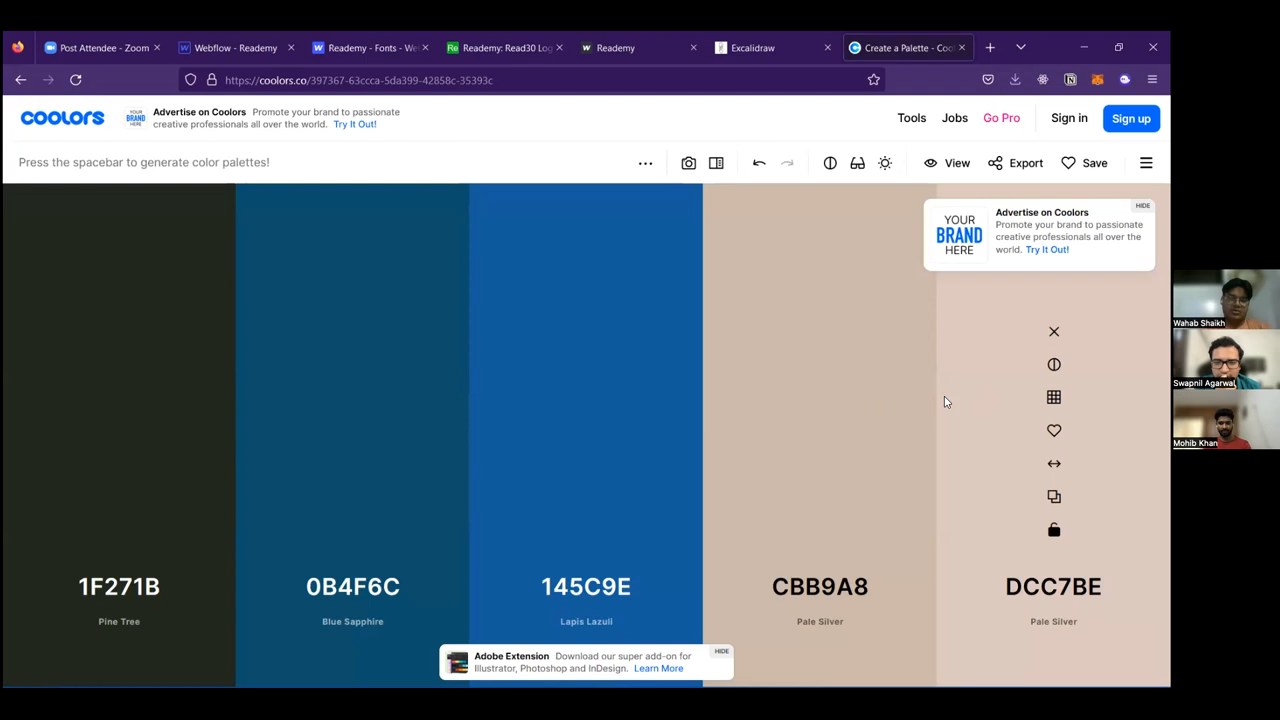 Post Attendee - Zoom
Webflow - Reademy
Reademy - Fonts - We
Re Reademy: Read30 Log
Reademy
Excalidraw
Create a Palette - Coo
https://coolors.co/397367-63ccca-5da399-42858c-35393c
coolors
YOUR BRAND HERE
Advertise on Coolors Promote your brand to passionate
creative professionals all over the world. Try It Out!
Tools
Jobs
Go Pro
Sign in
Sign up
Press the spacebar to generate color palettes!
View
Export
Save
HIDE
YOUR
BRAND
HERE
Advertise on Coolors
Promote your brand to passionate
creative professionals all over the
world. Try It Out!
Wahab Shaikh
Swapnil Agarwal
Mohib Khan
1F271B
0B4F6C
145C9E
CBB9A8
DCC7BE
Pine Tree
Blue Sapphire
Lapis Lazuli
Pale Silver
Pale Silver
Adobe Extension Download our super add-on for
Illustrator, Photoshop and InDesign. Learn More
HIDE